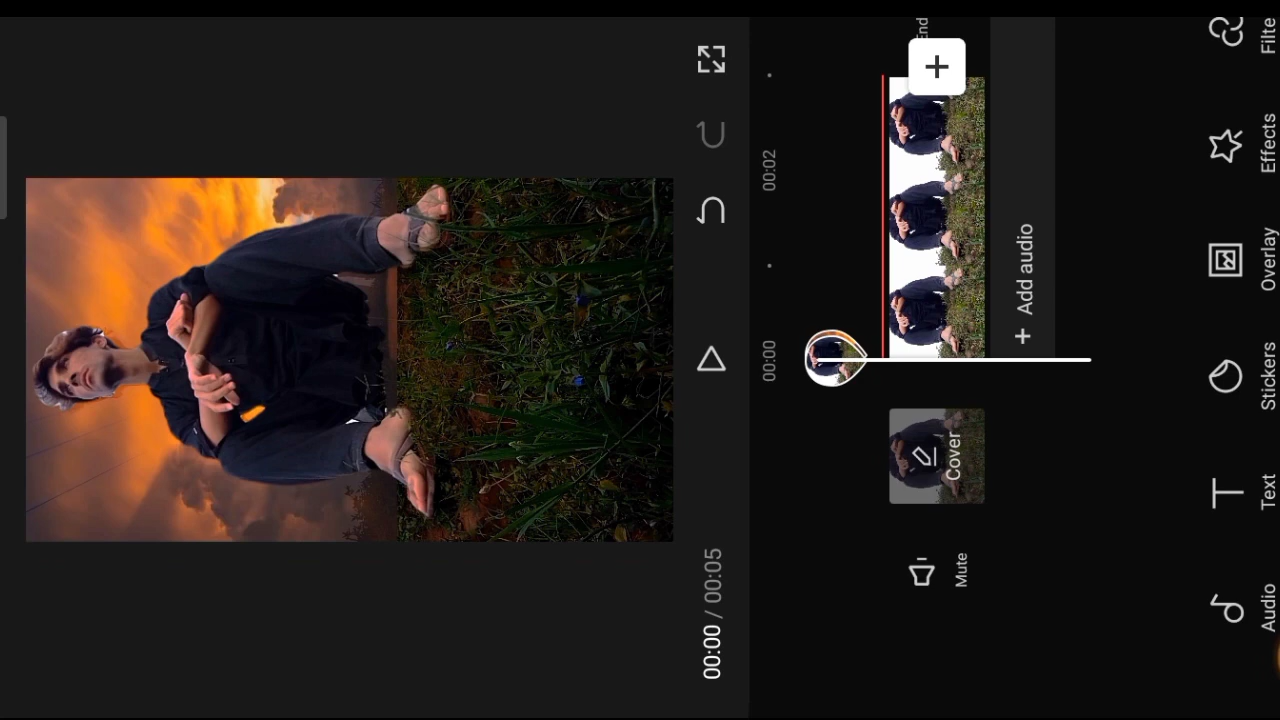 00:00 / 00:05
00:00
00:02
Mute
Cover
End
+ Add audio
Audio
Text
Stickers
Overlay
Effects
Filte